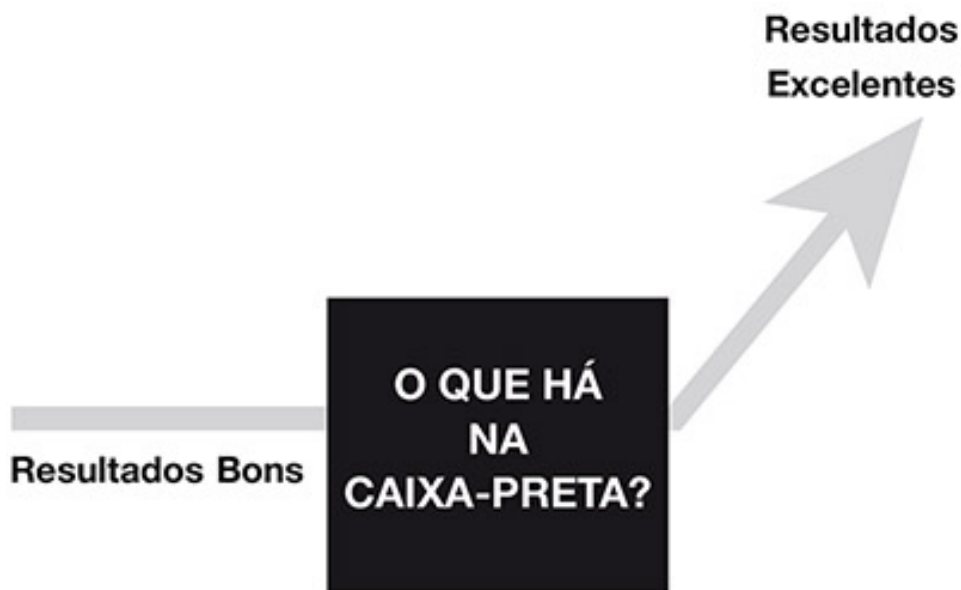 Resultados
Excelentes
O QUE HÁ
NA
CAIXA-PRETA?
Resultados Bons